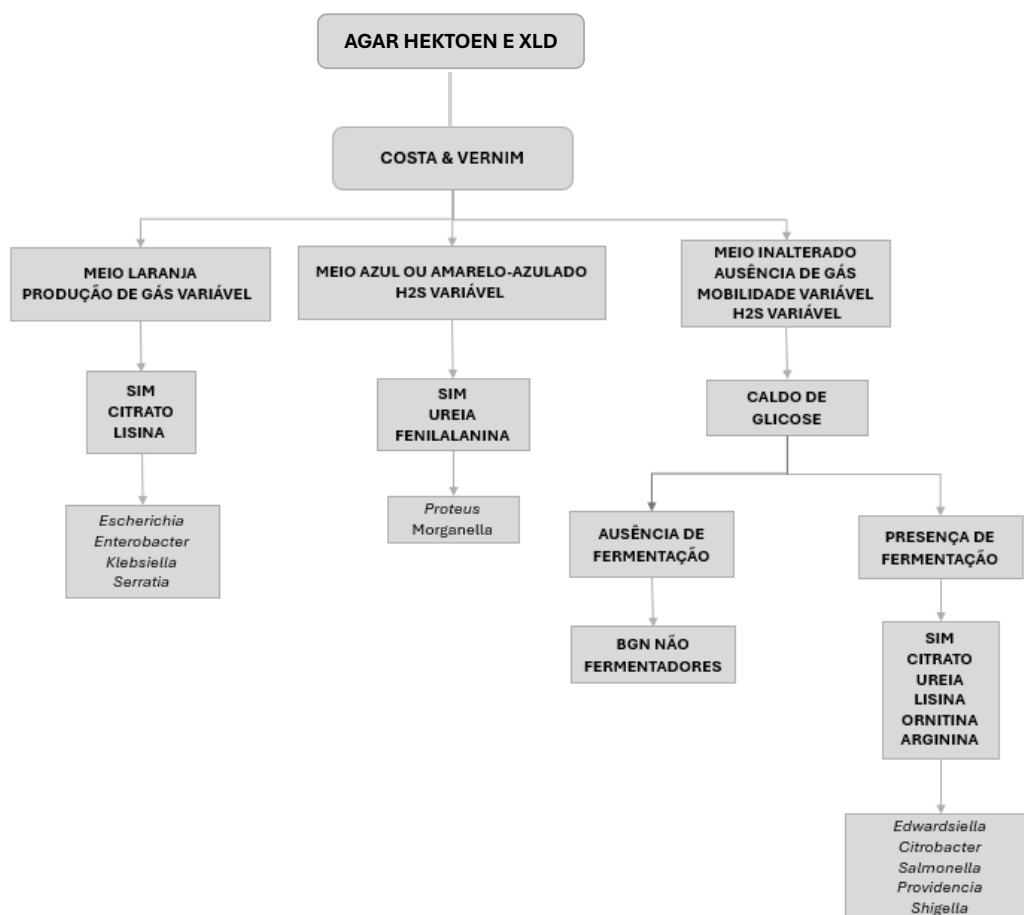 AGAR HEKTOEN E XLD
COSTA & VERNIM
MEIO LARANJA
PRODUÇÃO DE GÁS VARIÁVEL
MEIO AZUL OU AMARELO-AZULADO
H2S VARIÁVEL
MEIO INALTERADO
AUSÊNCIA DE GÁS
MOBILIDADE VARIÁVEL
H2S VARIÁVEL
SIM
CITRATO
LISINA
SIM
UREIA
FENILALANINA
CALDO DE
GLICOSE
Escherichia
Enterobacter
Klebsiella
Serratia
Proteus
Morganella
AUSÊNCIA DE
FERMENTAÇÃO
PRESENÇA DE
FERMENTAÇÃO
BGN NÃO
FERMENTADORES
SIM
CITRATO
UREIA
LISINA
ORNITINA
ARGININA
Edwardsiella
Citrobacter
Salmonella
Providencia
Shigella